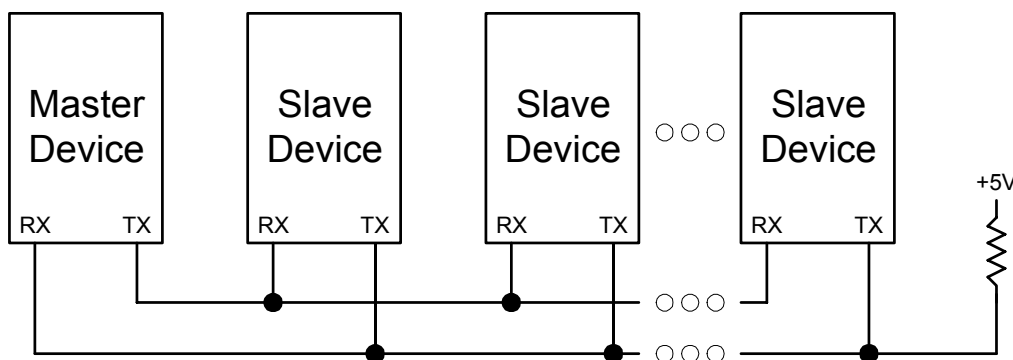 Master
Device
Slave
Device
Slave
Device
Slave
Device
+5V
RX TX
RX TX
RX TX
RX TX